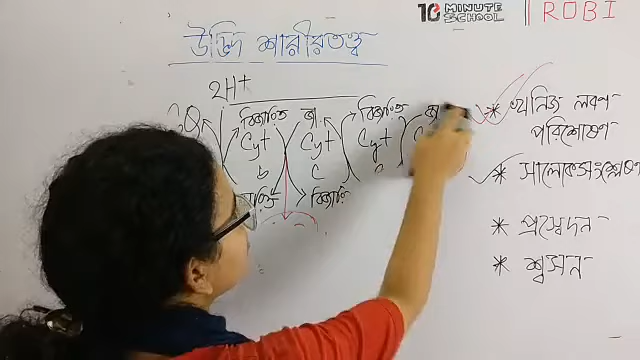 10 MINUTE SCHOOL | ROBI
উদ্ভিদ শারীরতত্ত্ব
2H+
বিজারিত জা. বিজারিত জা
Cyt Cyt Cyt C
b c a
বিজারিত
* খনিজ লবণ
পরিশোষণ
* সালোকসংশ্লেষণ
* প্রস্বেদন
* শ্বসন